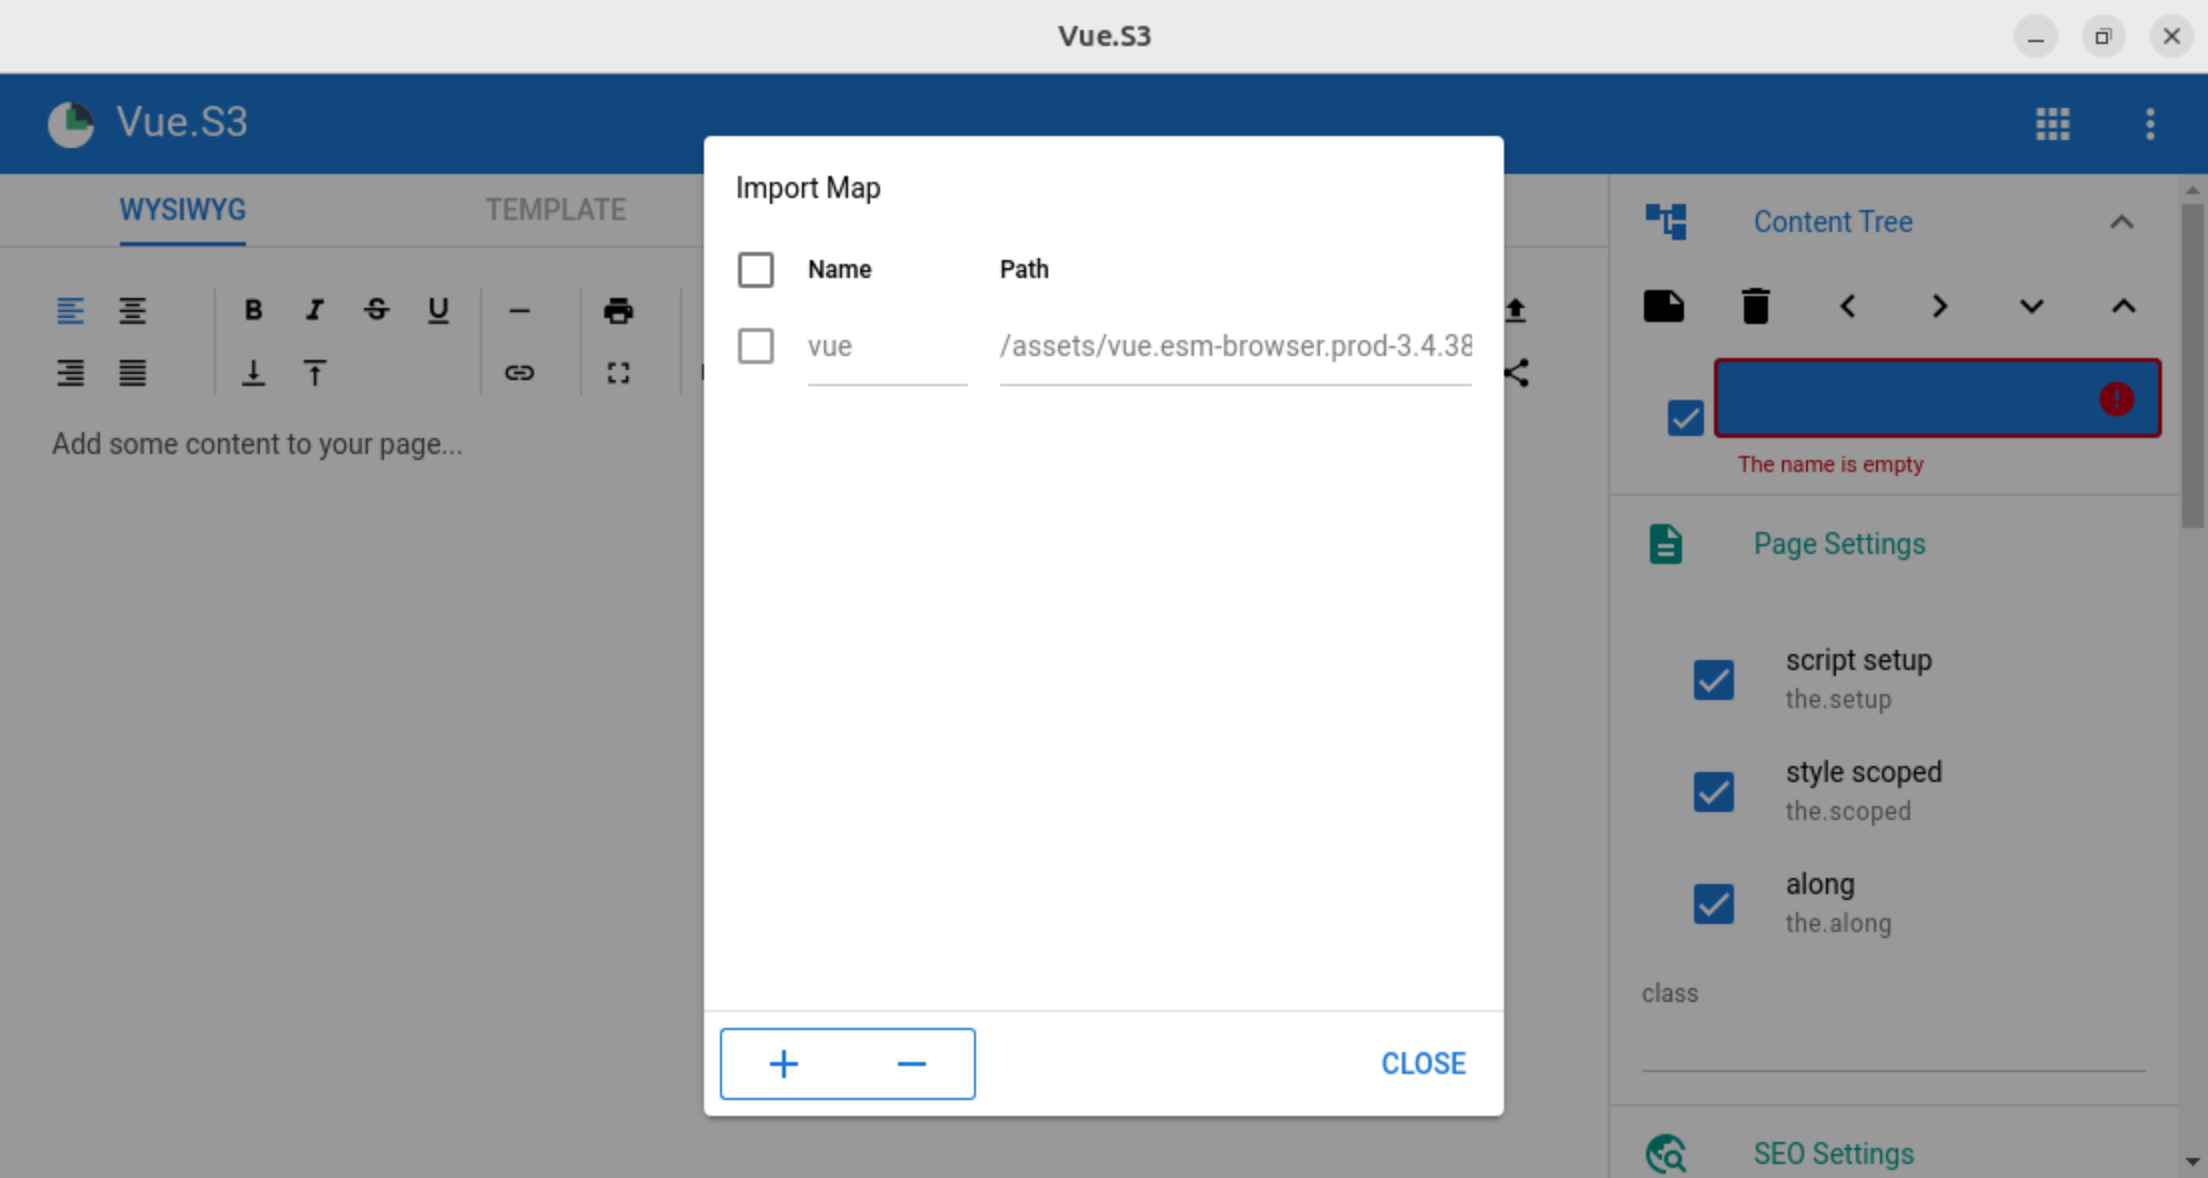 Vue.S3
Vue.S3
WYSIWYG
TEMPLATE
B I S U
Add some content to your page...
Import Map
Name Path
vue /assets/vue.esm-browser.prod-3.4.38
CLOSE
Content Tree
The name is empty
Page Settings
script setup
the.setup
style scoped
the.scoped
along
the.along
class
SEO Settings